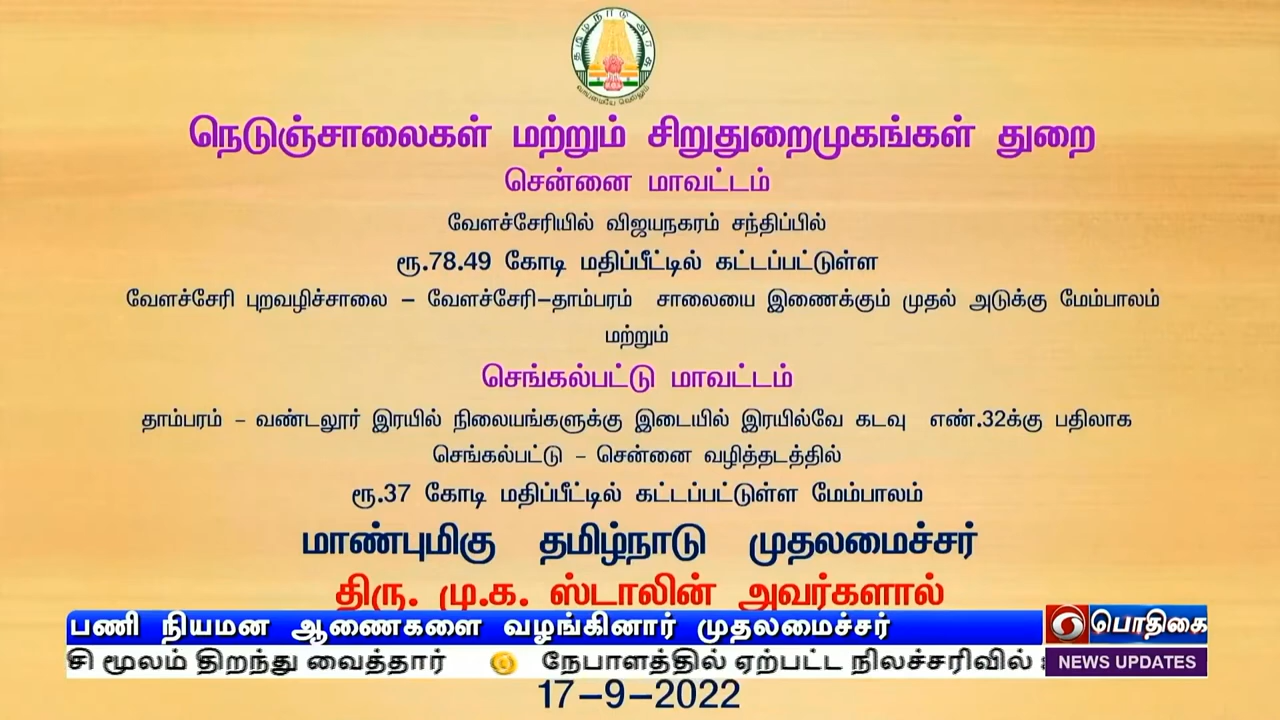 தமிழ்நாடு அரசு
வாய்மையே வெல்லும்
நெடுஞ்சாலைகள் மற்றும் சிறுதுறைமுகங்கள் துறை
சென்னை மாவட்டம்
வேளச்சேரியில் விஜயநகரம் சந்திப்பில்
ரூ.78.49 கோடி மதிப்பீட்டில் கட்டப்பட்டுள்ள
வேளச்சேரி புறவழிச்சாலை – வேளச்சேரி–தாம்பரம் சாலையை இணைக்கும் முதல் அடுக்கு மேம்பாலம்
மற்றும்
செங்கல்பட்டு மாவட்டம்
தாம்பரம் – வண்டலூர் இரயில் நிலையங்களுக்கு இடையில் இரயில்வே கடவு எண்.32க்கு பதிலாக
செங்கல்பட்டு – சென்னை வழித்தடத்தில்
ரூ.37 கோடி மதிப்பீட்டில் கட்டப்பட்டுள்ள மேம்பாலம்
மாண்புமிகு தமிழ்நாடு முதலமைச்சர்
திரு. மு.க. ஸ்டாலின் அவர்களால்
பணி நியமன ஆணைகளை வழங்கினார் முதலமைச்சர்
பொதிகை
சி மூலம் திறந்து வைத்தார் நேபாளத்தில் ஏற்பட்ட நிலச்சரிவில்
NEWS UPDATES
17–9–2022